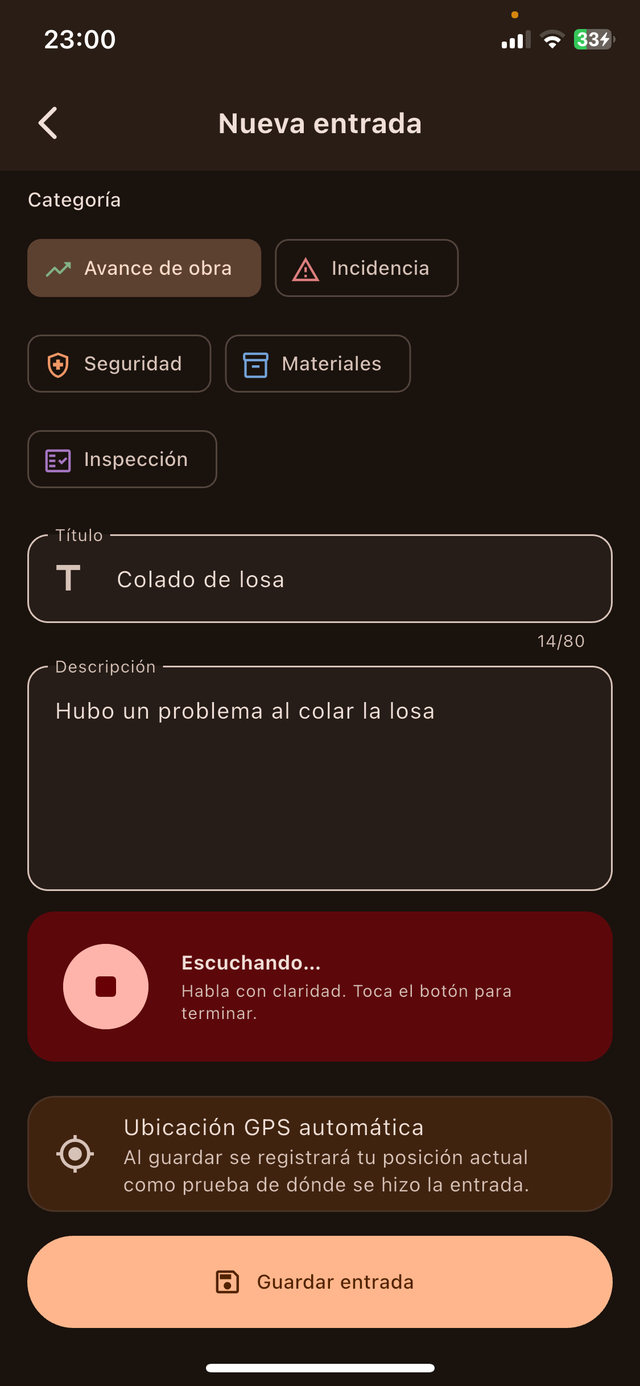 23:00
33
Nueva entrada
Categoría
Avance de obra
Incidencia
Seguridad
Materiales
Inspección
Título
T
Colado de losa
14/80
Descripción
Hubo un problema al colar la losa
Escuchando...
Habla con claridad. Toca el botón para
terminar.
Ubicación GPS automática
Al guardar se registrará tu posición actual
como prueba de dónde se hizo la entrada.
Guardar entrada